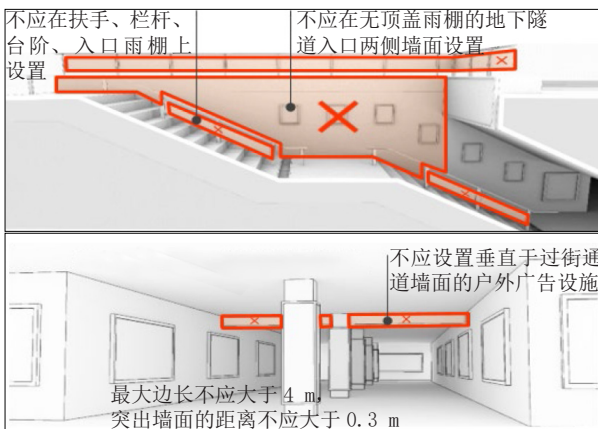 不应在扶手、栏杆、
台阶、入口雨棚上
设置
不应在无顶盖雨棚的地下隧
道入口两侧墙面设置
不应设置垂直于过街通
道墙面的户外广告设施
最大边长不应大于4 m，
突出墙面的距离不应大于0.3 m